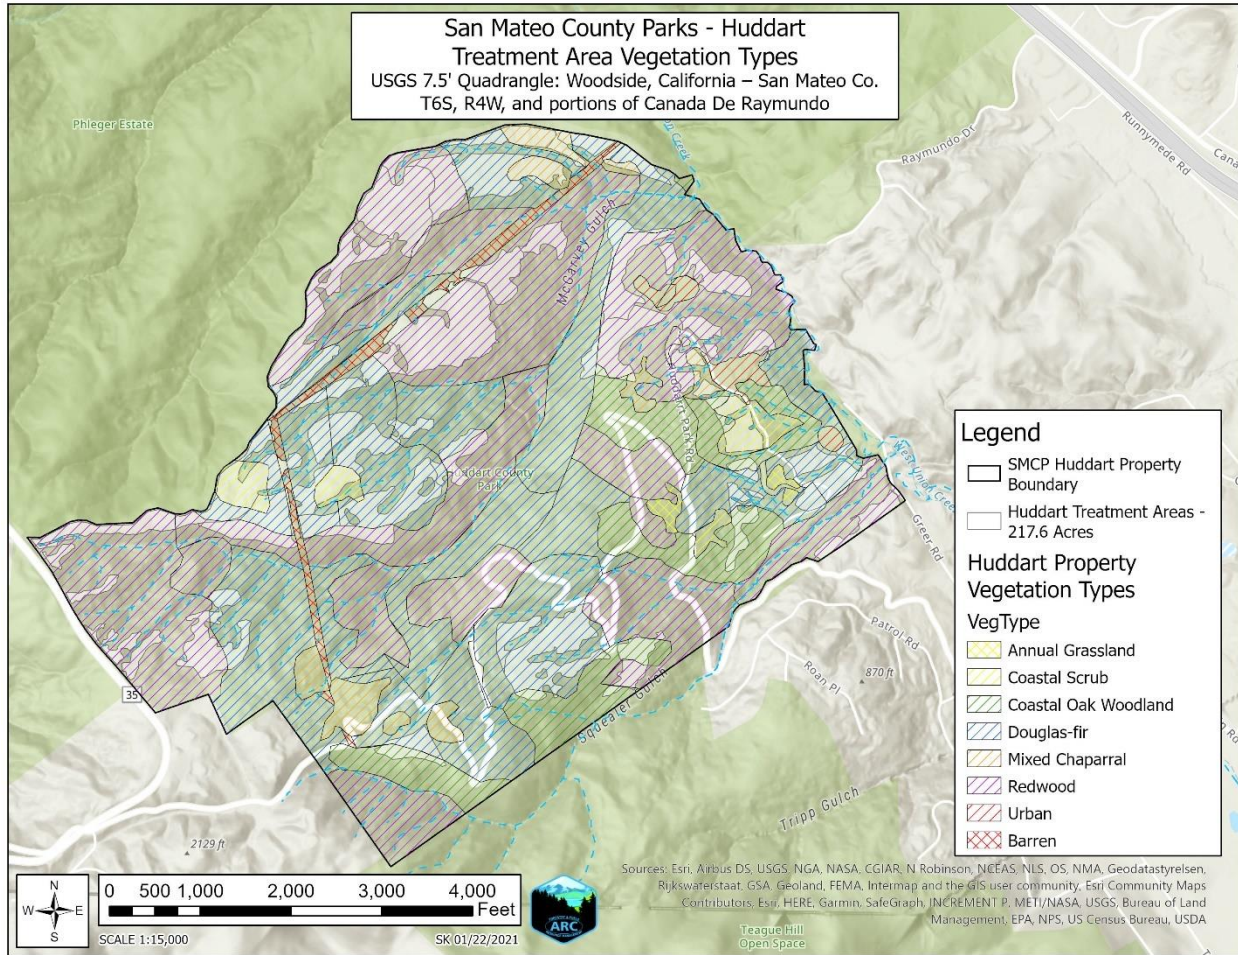 San Mateo County Parks - Huddart
Treatment Area Vegetation Types
USGS 7.5' Quadrangle: Woodside, California – San Mateo Co.
T6S, R4W, and portions of Canada De Raymundo
Phleger Estate
Creek
Raymundo Dr
Runnymede Rd
Cana
McGarvey Gulch
Huddart Park Rd
ddart County
Park
West Union Creek
Greer Rd
Patrol Rd
Roan Pl
870 ft
35
Squealer Gulch
Tripp Gulch
2129 ft
Teague Hill
Open Space
Legend
SMCP Huddart Property
Boundary
Huddart Treatment Areas -
217.6 Acres
Huddart Property
Vegetation Types
VegType
Annual Grassland
Coastal Scrub
Coastal Oak Woodland
Douglas-fir
Mixed Chaparral
Redwood
Urban
Barren
Sources: Esri, Airbus DS, USGS, NGA, NASA, CGIAR, N Robinson, NCEAS, NLS, OS, NMA, Geodatastyrelsen,
Rijkswaterstaat, GSA, Geoland, FEMA, Intermap and the GIS user community, Esri Community Maps
Contributors, Esri, HERE, Garmin, SafeGraph, INCREMENT P, METI/NASA, USGS, Bureau of Land
Management, EPA, NPS, US Census Bureau, USDA
N
W E
S
0 500 1,000 2,000 3,000 4,000
Feet
SCALE 1:15,000
SK 01/22/2021
ARC